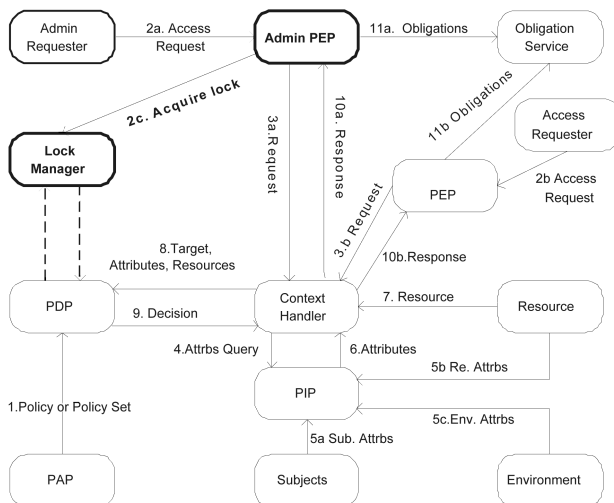 Admin
Requester
2a. Access
Request
Admin PEP
11a. Obligations
Obligation
Service
2c. Acquire lock
3a.Request
10a. Response
11b Obligations
Access
Requester
Lock
Manager
PEP
2b Access
Request
3.b Request
10b.Response
8.Target,
Attributes, Resources
PDP
9. Decision
Context
Handler
7. Resource
Resource
4.Attrbs Query
6.Attributes
5b Re. Attrbs
PIP
1.Policy or Policy Set
5a Sub. Attrbs
5c.Env. Attrbs
PAP
Subjects
Environment